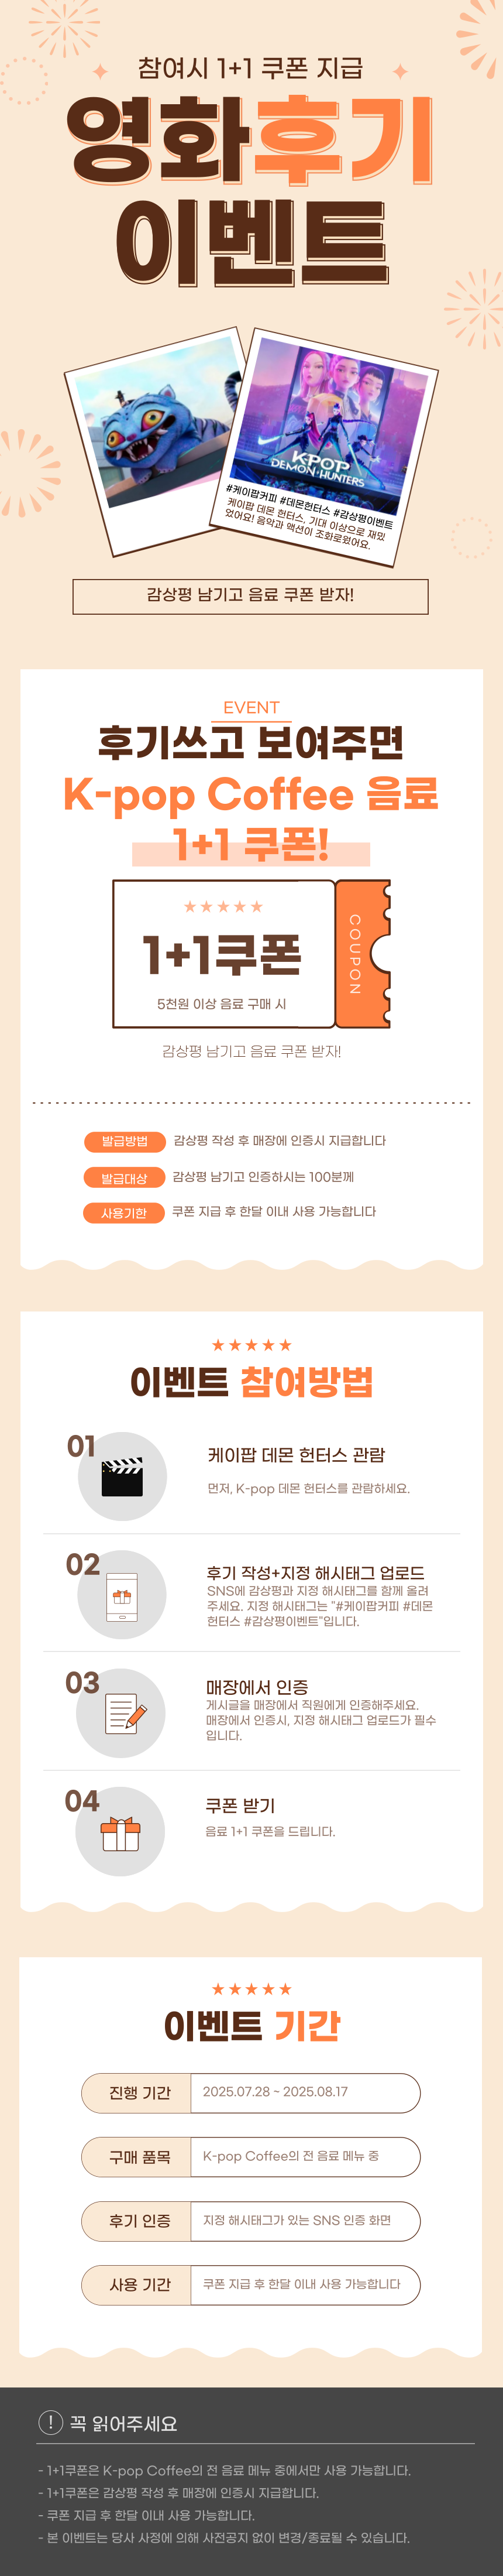 참여시 1+1 쿠폰 지급
영화후기
이벤트
KPOP
DEMON HUNTERS
#케이팝커피 #데몬헌터스 #감상평이벤트
케이팝 데몬 헌터스, 기대 이상으로 재밌
었어요! 음악과 액션이 조화로웠어요.
감상평 남기고 음료 쿠폰 받자!
EVENT
후기쓰고 보여주면
K-pop Coffee 음료
1+1 쿠폰!
1+1쿠폰
5천원 이상 음료 구매 시
COUPON
감상평 남기고 음료 쿠폰 받자!
발급방법 감상평 작성 후 매장에 인증시 지급합니다
발급대상 감상평 남기고 인증하시는 100분께
사용기한 쿠폰 지급 후 한달 이내 사용 가능합니다
이벤트 참여방법
01
케이팝 데몬 헌터스 관람
먼저, K-pop 데몬 헌터스를 관람하세요.
02
후기 작성+지정 해시태그 업로드
SNS에 감상평과 지정 해시태그를 함께 올려
주세요. 지정 해시태그는 "#케이팝커피 #데몬
헌터스 #감상평이벤트"입니다.
03
매장에서 인증
게시글을 매장에서 직원에게 인증해주세요.
매장에서 인증시, 지정 해시태그 업로드가 필수
입니다.
04
쿠폰 받기
음료 1+1 쿠폰을 드립니다.
이벤트 기간
진행 기간 2025.07.28 ~ 2025.08.17
구매 품목 K-pop Coffee의 전 음료 메뉴 중
후기 인증 지정 해시태그가 있는 SNS 인증 화면
사용 기간 쿠폰 지급 후 한달 이내 사용 가능합니다
! 꼭 읽어주세요
- 1+1쿠폰은 K-pop Coffee의 전 음료 메뉴 중에서만 사용 가능합니다.
- 1+1쿠폰은 감상평 작성 후 매장에 인증시 지급합니다.
- 쿠폰 지급 후 한달 이내 사용 가능합니다.
- 본 이벤트는 당사 사정에 의해 사전공지 없이 변경/종료될 수 있습니다.